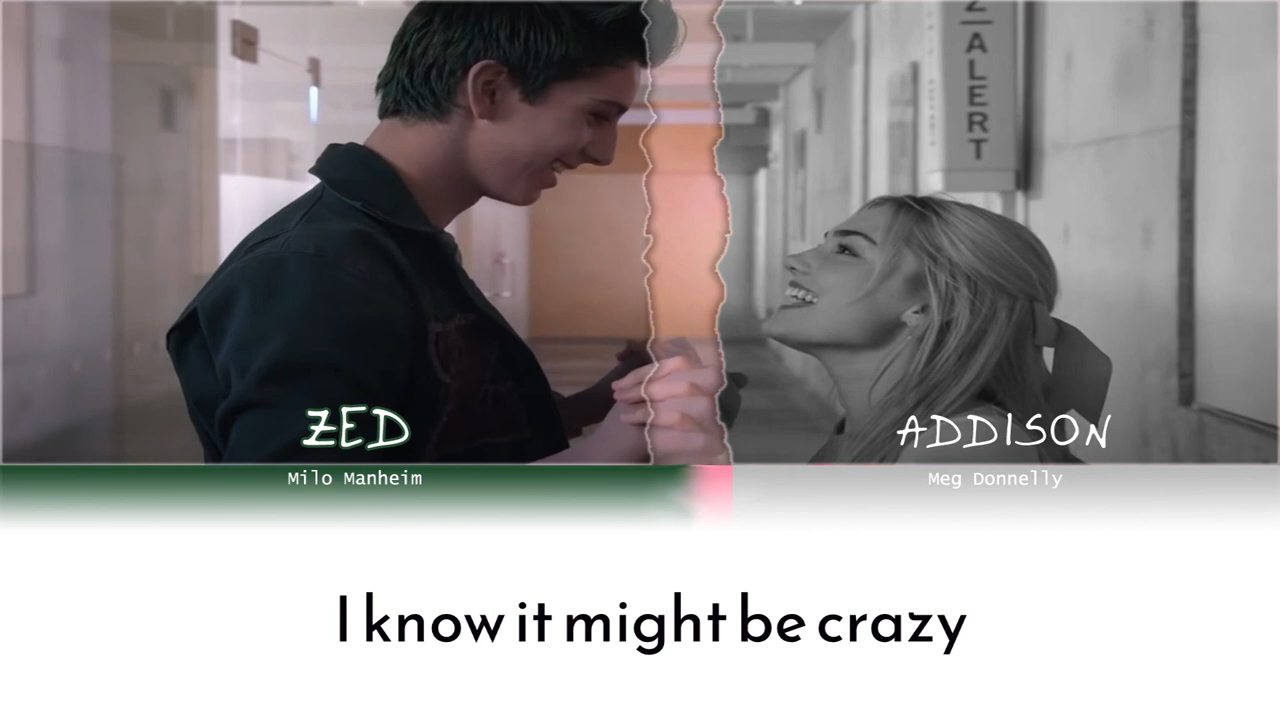 Z-ALERT
ZED
ADDISON
Milo Manheim
Meg Donnelly
I know it might be crazy